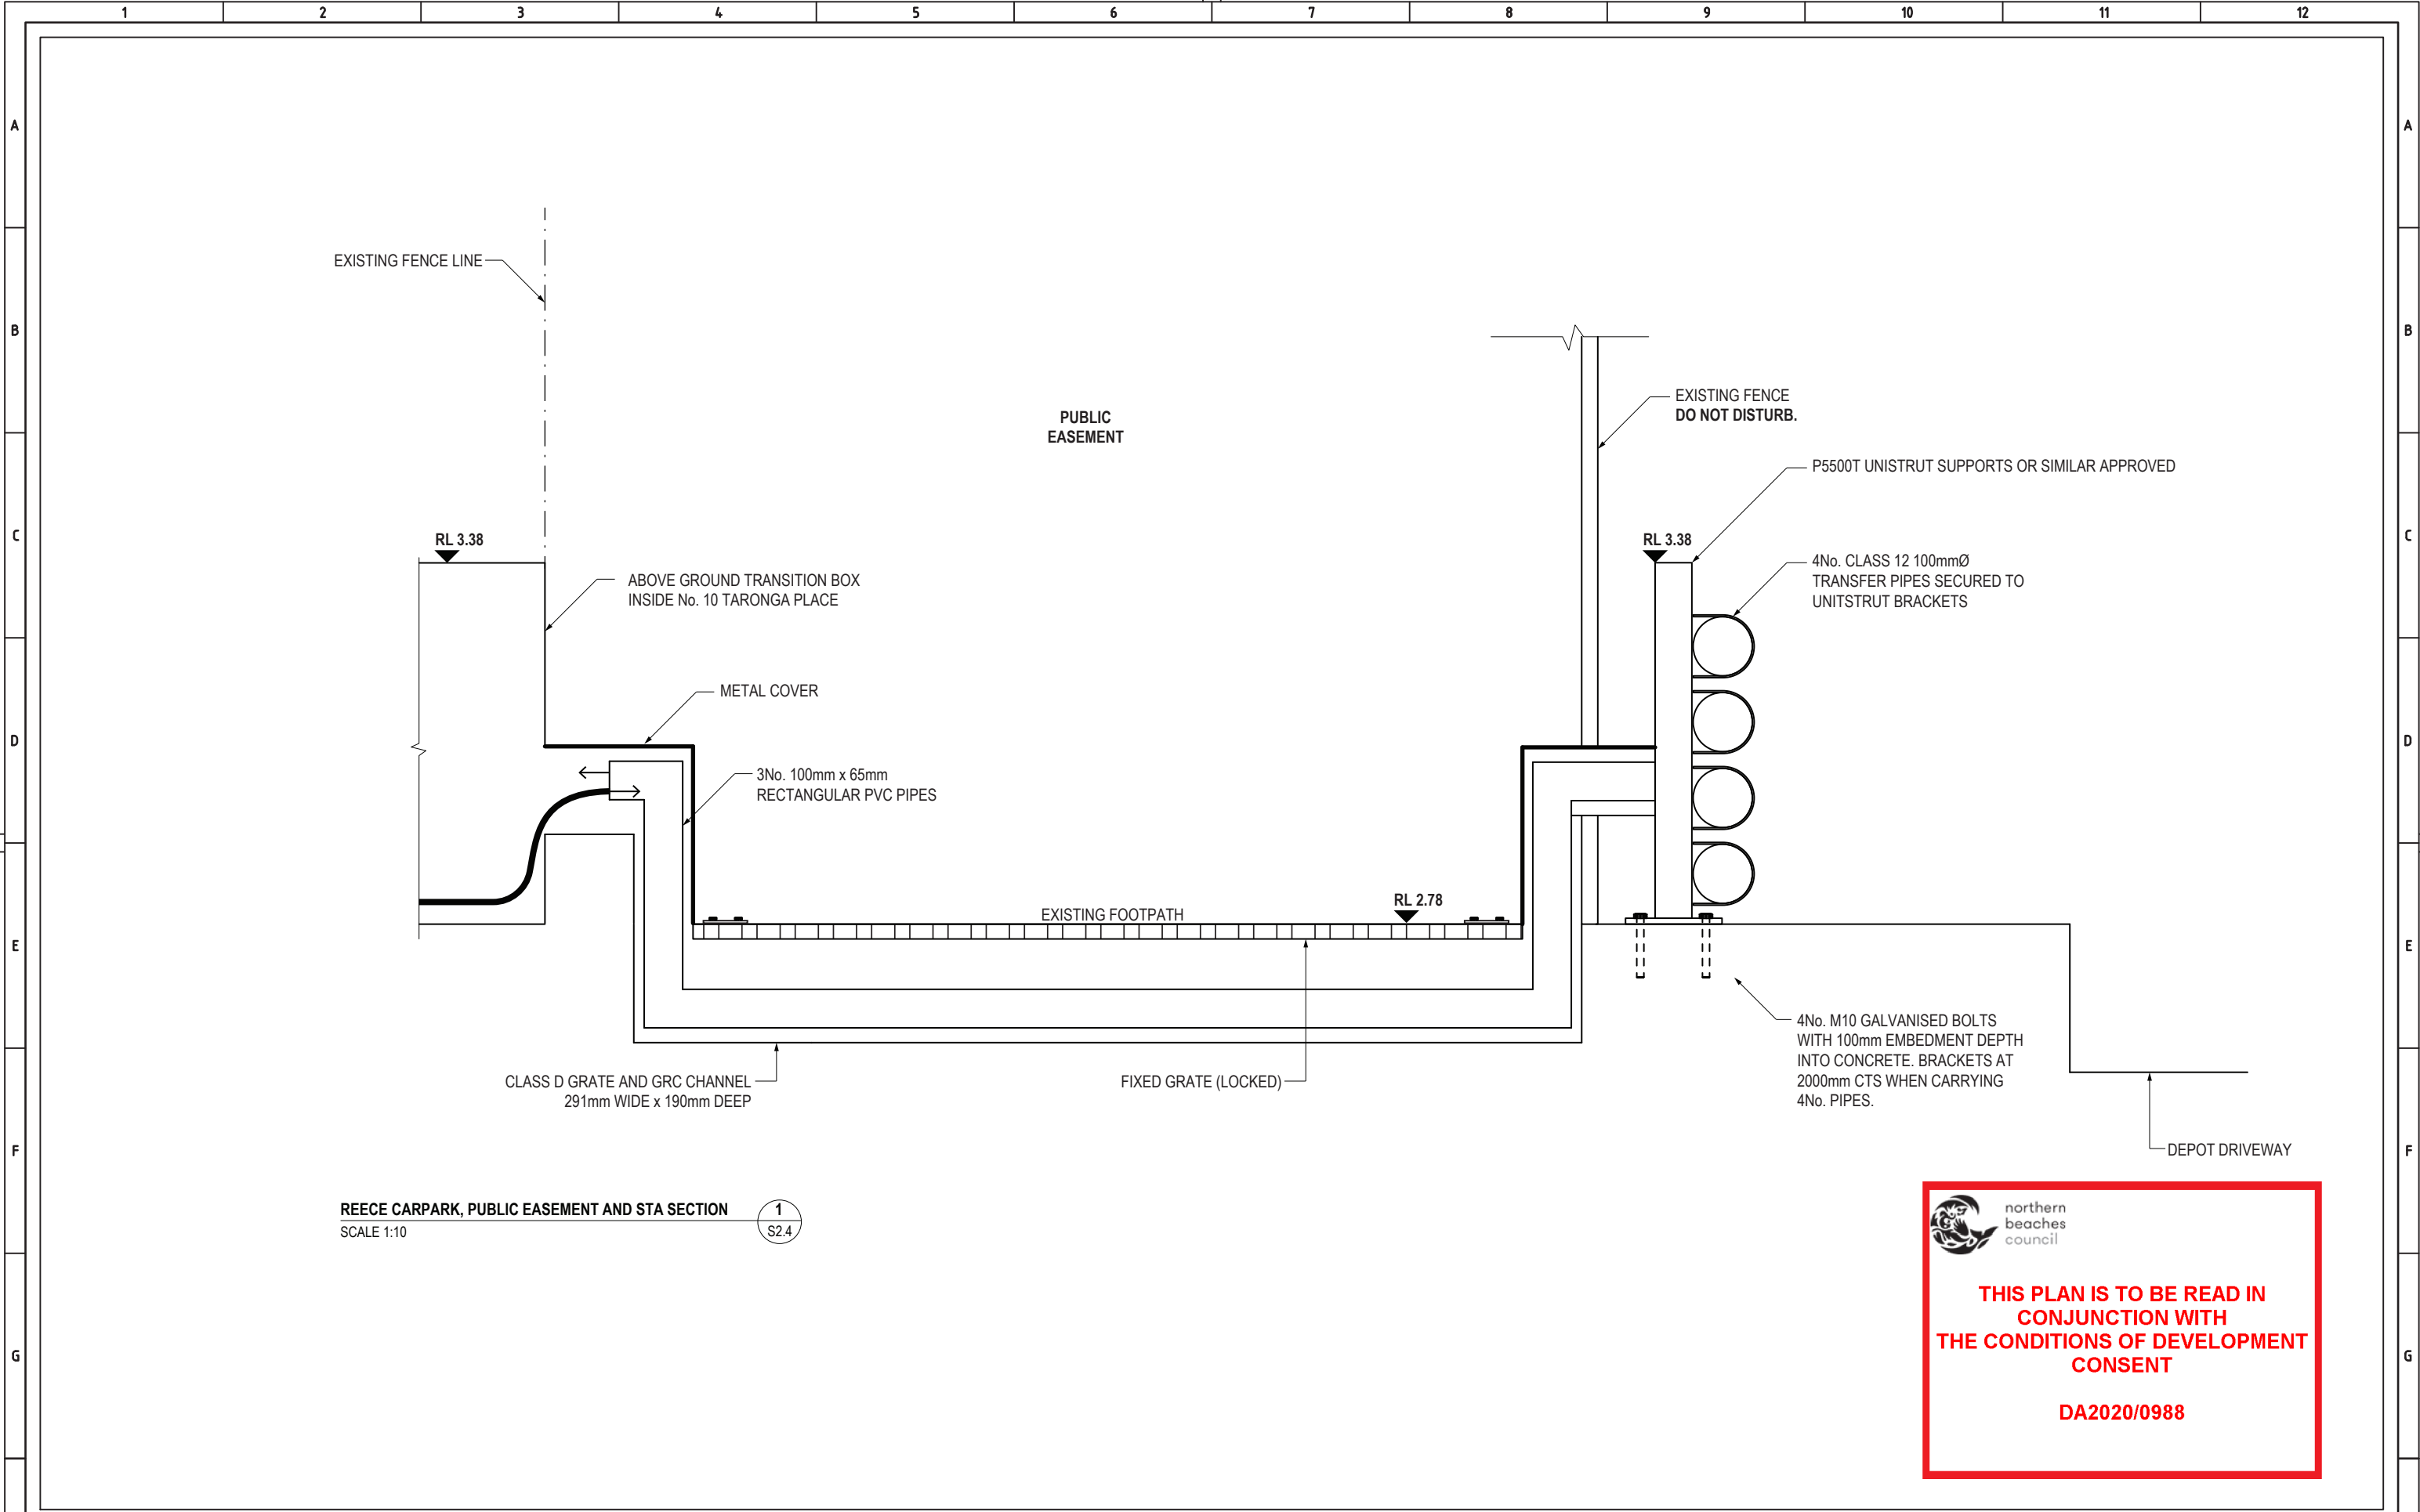 1 2 3 4 5 6 7 8 9 10 11 12
A A
EXISTING FENCE LINE
B B
EXISTING FENCE
DO NOT DISTURB.
PUBLIC
EASEMENT
P5500T UNISTRUT SUPPORTS OR SIMILAR APPROVED
C C
RL 3.38
RL 3.38
4No. CLASS 12 100mmØ
TRANSFER PIPES SECURED TO
UNITSTRUT BRACKETS
ABOVE GROUND TRANSITION BOX
INSIDE No. 10 TARONGA PLACE
METAL COVER
D D
3No. 100mm x 65mm
RECTANGULAR PVC PIPES
RL 2.78
EXISTING FOOTPATH
E E
4No. M10 GALVANISED BOLTS
WITH 100mm EMBEDMENT DEPTH
INTO CONCRETE. BRACKETS AT
2000mm CTS WHEN CARRYING
4No. PIPES.
CLASS D GRATE AND GRC CHANNEL
291mm WIDE x 190mm DEEP
FIXED GRATE (LOCKED)
F F
DEPOT DRIVEWAY
REECE CARPARK, PUBLIC EASEMENT AND STA SECTION
SCALE 1:10
1
S2.4
northern
beaches
council
THIS PLAN IS TO BE READ IN
CONJUNCTION WITH
THE CONDITIONS OF DEVELOPMENT
CONSENT
DA2020/0988
G G